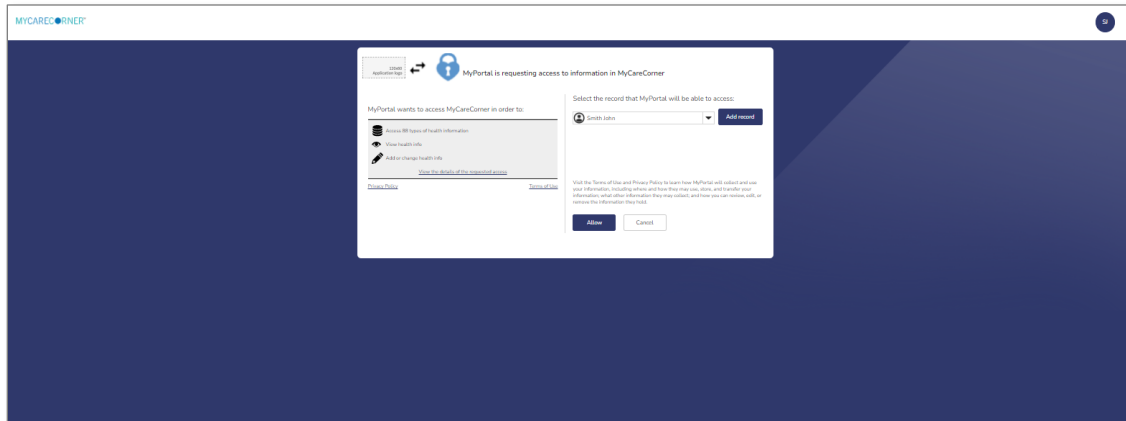 MYCARECORNER
SJ
Application logo
MyPortal is requesting access to information in MyCareCorner
MyPortal wants to access MyCareCorner in order to:
Access 88 types of health information
View health info
Add or change health info
View the details of the requested access
Privacy Policy
Terms of Use
Select the record that MyPortal will be able to access:
Smith John
Add record
Visit the Terms of Use and Privacy Policy to learn how MyPortal will collect and use
your information, including where and how they may use, store, and transfer your
information, what other information they may collect, and how you can review, edit, or
remove the information they hold.
Allow
Cancel